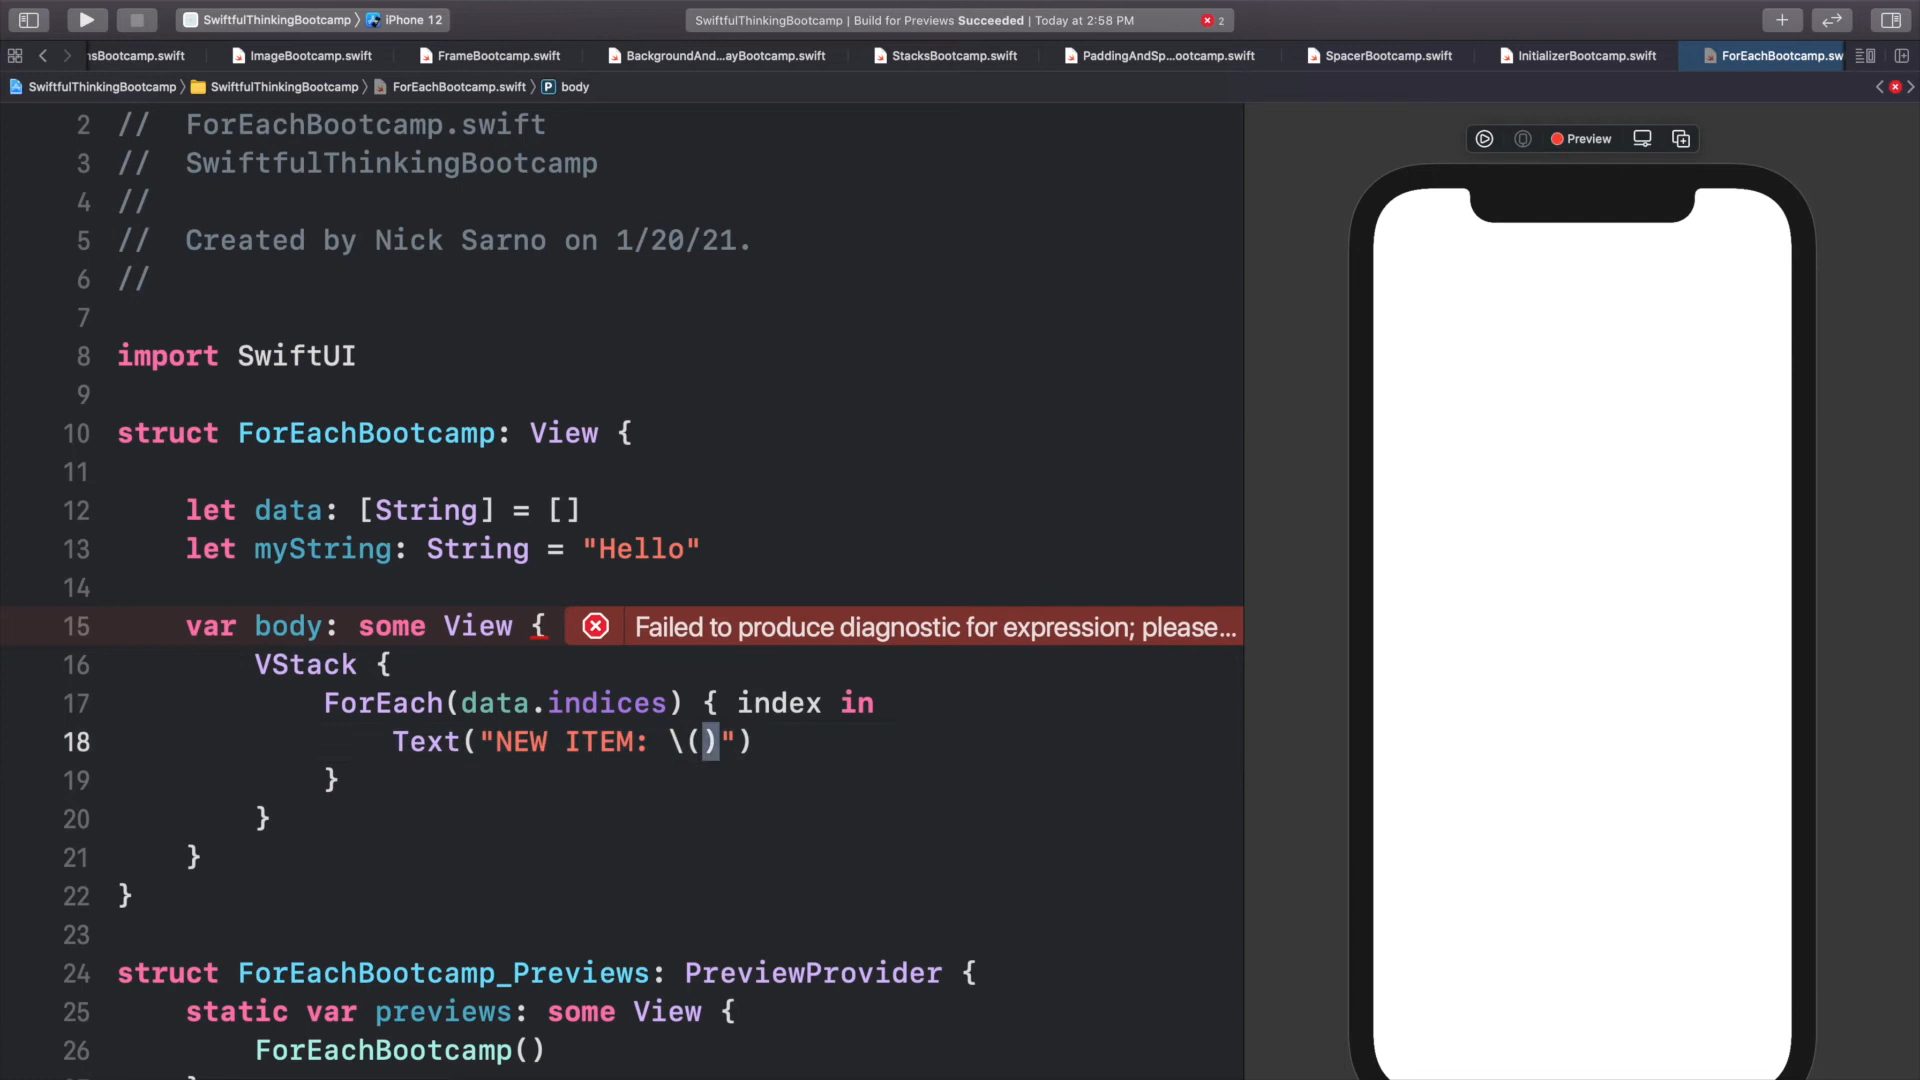 SwiftfulThinkingBootcamp 〉 iPhone 12
SwiftfulThinkingBootcamp | Build for Previews Succeeded | Today at 2:58 PM
2
sBootcamp.swift
ImageBootcamp.swift
FrameBootcamp.swift
BackgroundAnd...ayBootcamp.swift
StacksBootcamp.swift
PaddingAndSp...ootcamp.swift
SpacerBootcamp.swift
InitializerBootcamp.swift
ForEachBootcamp.sw
SwiftfulThinkingBootcamp 〉 SwiftfulThinkingBootcamp 〉 ForEachBootcamp.swift 〉 P body
2 //  ForEachBootcamp.swift
3 //  SwiftfulThinkingBootcamp
4 //
5 //  Created by Nick Sarno on 1/20/21.
6 //
7
8 import SwiftUI
9
10 struct ForEachBootcamp: View {
11
12     let data: [String] = []
13     let myString: String = "Hello"
14
15     var body: some View { Failed to produce diagnostic for expression; please...
16         VStack {
17             ForEach(data.indices) { index in
18                 Text("NEW ITEM: \()")
19             }
20         }
21     }
22 }
23
24 struct ForEachBootcamp_Previews: PreviewProvider {
25     static var previews: some View {
26         ForEachBootcamp()
Preview